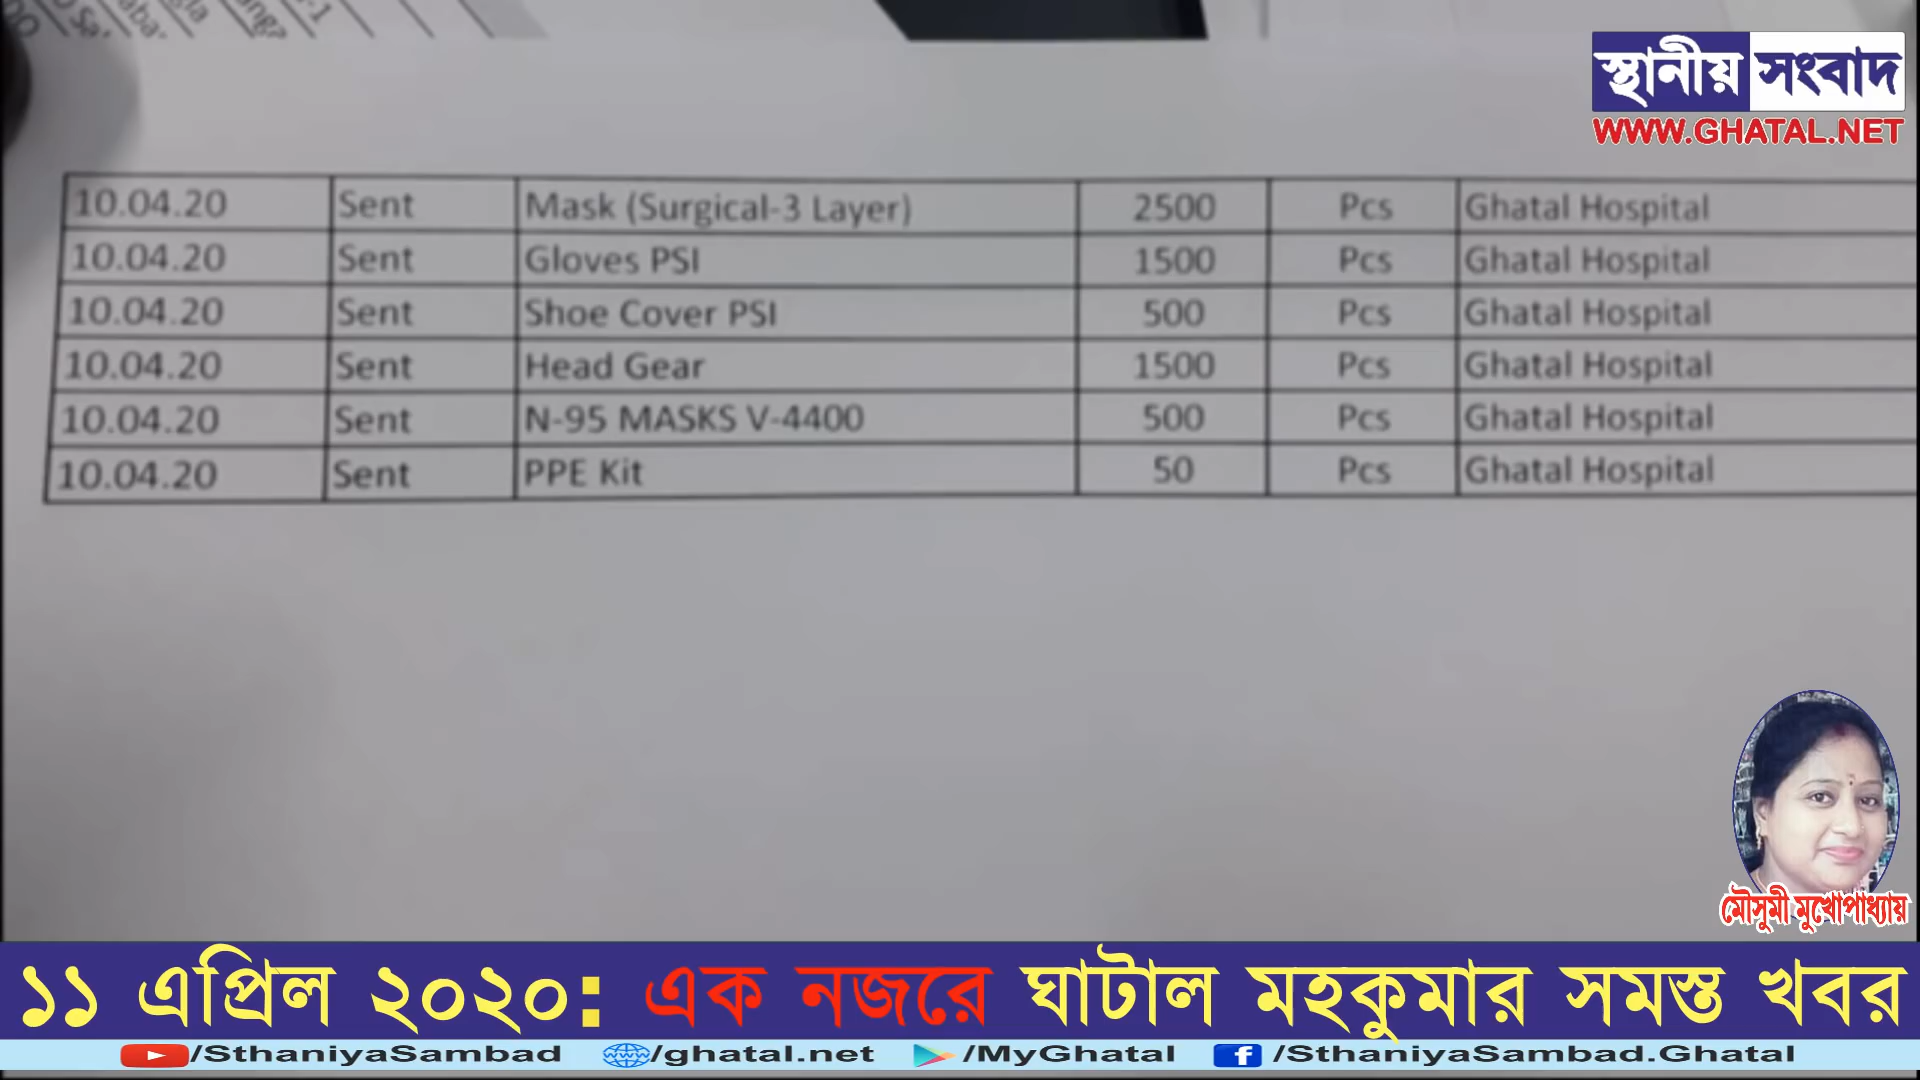 স্থানীয় সংবাদ
WWW.GHATAL.NET
10.04.20 Sent Mask (Surgical-3 Layer) 2500 Pcs Ghatal Hospital
10.04.20 Sent Gloves PSI 1500 Pcs Ghatal Hospital
10.04.20 Sent Shoe Cover PSI 500 Pcs Ghatal Hospital
10.04.20 Sent Head Gear 1500 Pcs Ghatal Hospital
10.04.20 Sent N-95 MASKS V-4400 500 Pcs Ghatal Hospital
10.04.20 Sent PPE Kit 50 Pcs Ghatal Hospital
মৌসুমী মুখোপাধ্যায়
১১ এপ্রিল ২০২০: এক নজরে ঘাটাল মহকুমার সমস্ত খবর
/SthaniyaSambad /ghatal.net /MyGhatal /SthaniyaSambad.Ghatal